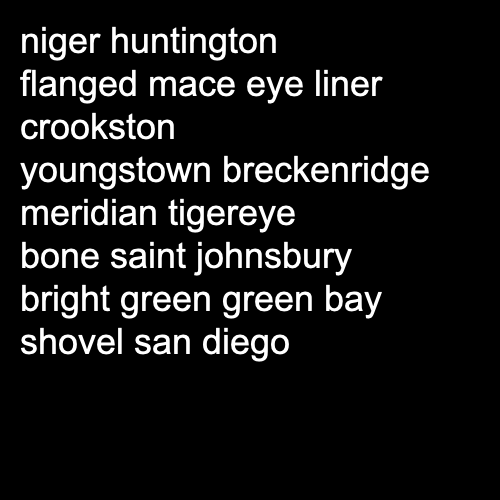 niger huntington
flanged mace eye liner
crookston
youngstown breckenridge
meridian tigereye
bone saint johnsbury
bright green green bay
shovel san diego